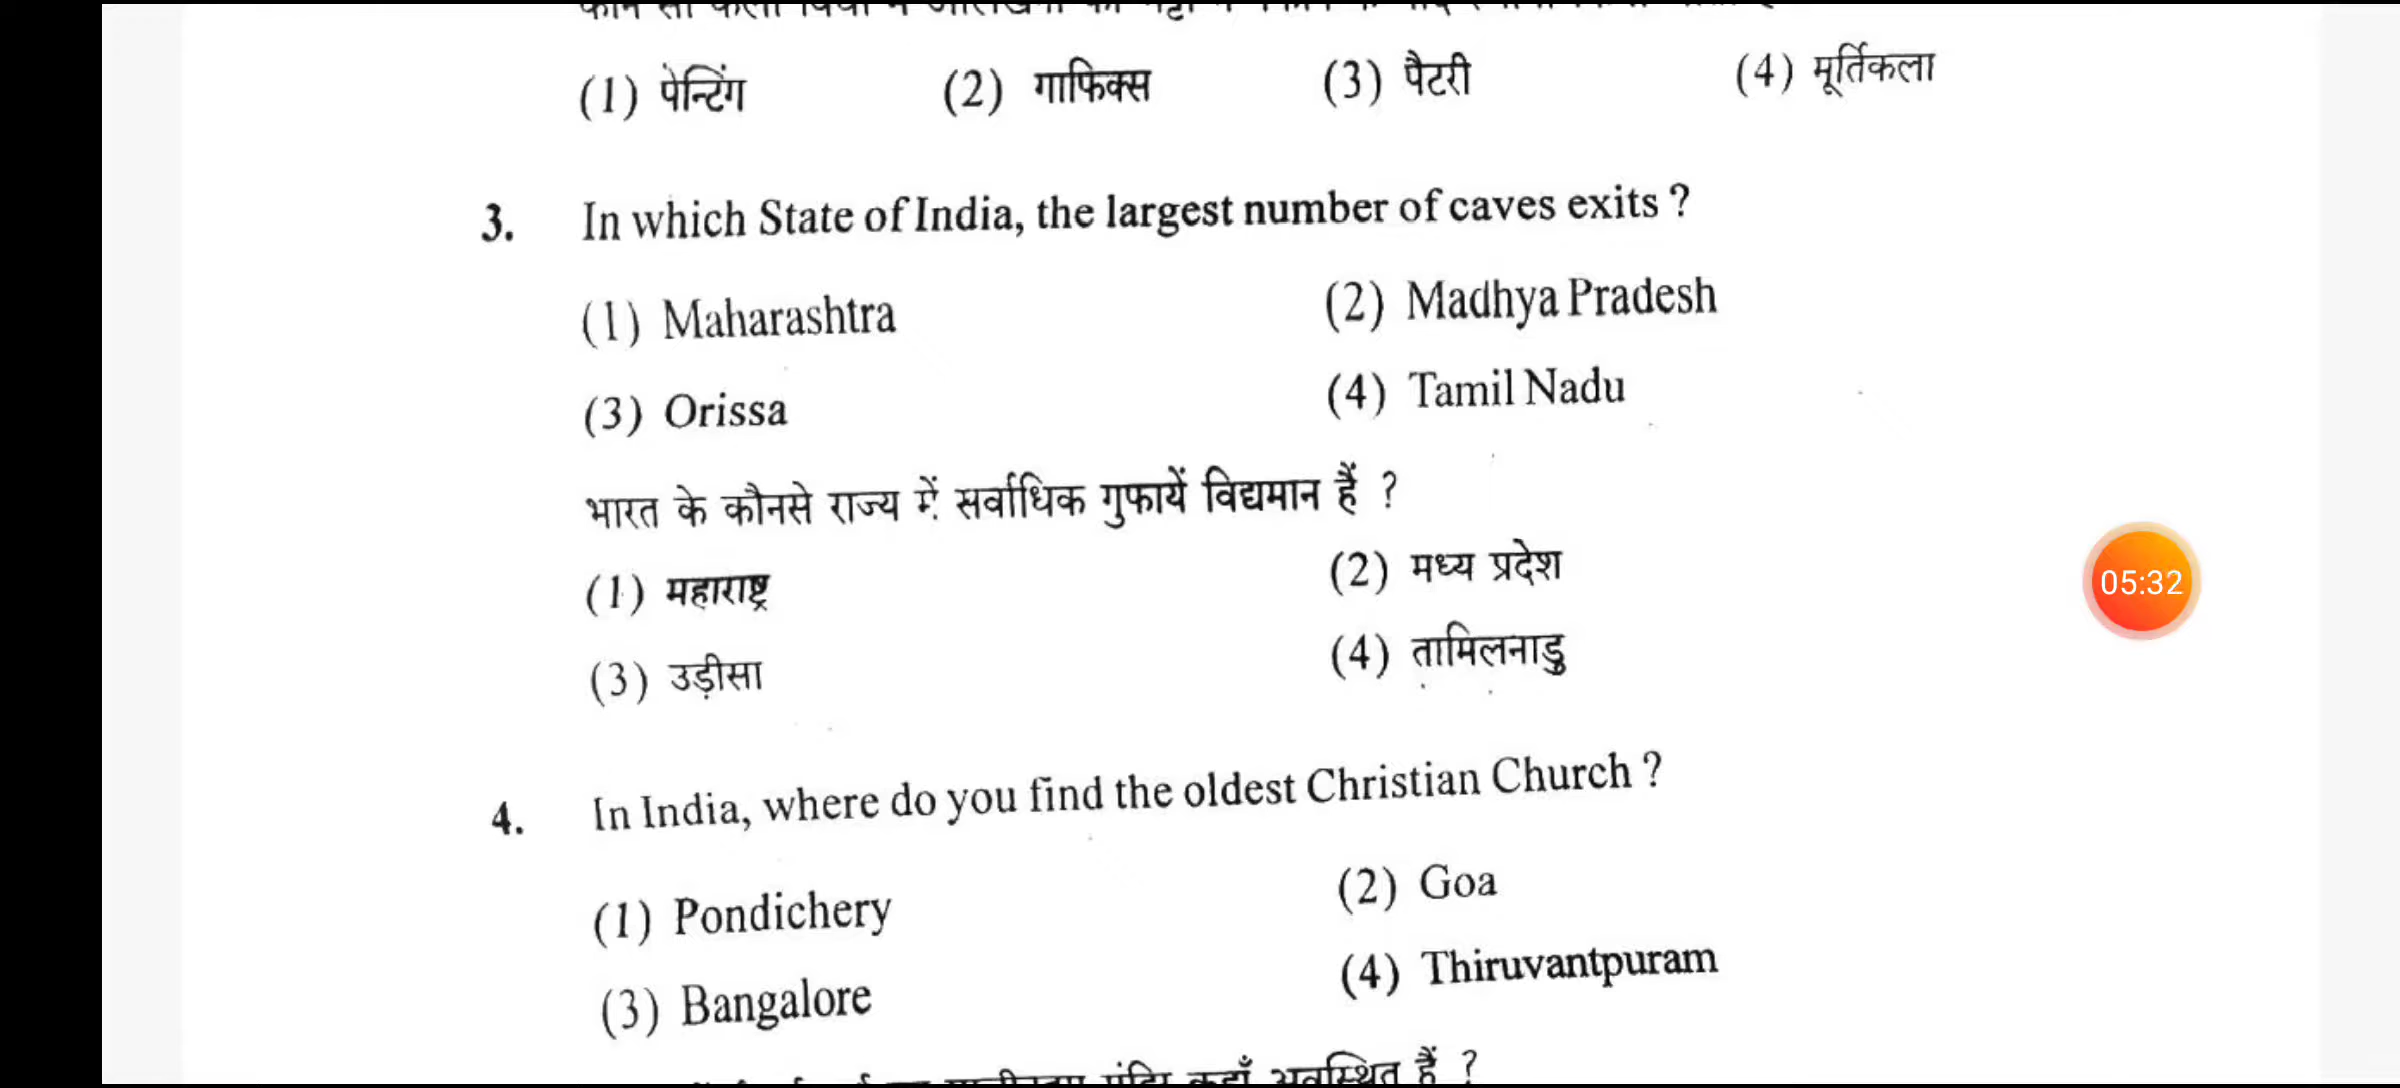 (1) पेन्टिंग (2) गाफिक्स (3) पैटरी (4) मूर्तिकला
3. In which State of India, the largest number of caves exits ?
(1) Maharashtra (2) Madhya Pradesh
(3) Orissa (4) Tamil Nadu
भारत के कौनसे राज्य में सर्वाधिक गुफायें विद्यमान हैं ?
(1) महाराष्ट्र (2) मध्य प्रदेश
(3) उड़ीसा (4) तामिलनाडु
05:32
4. In India, where do you find the oldest Christian Church ?
(1) Pondichery (2) Goa
(3) Bangalore (4) Thiruvantpuram
कहाँ अवस्थित हैं ?